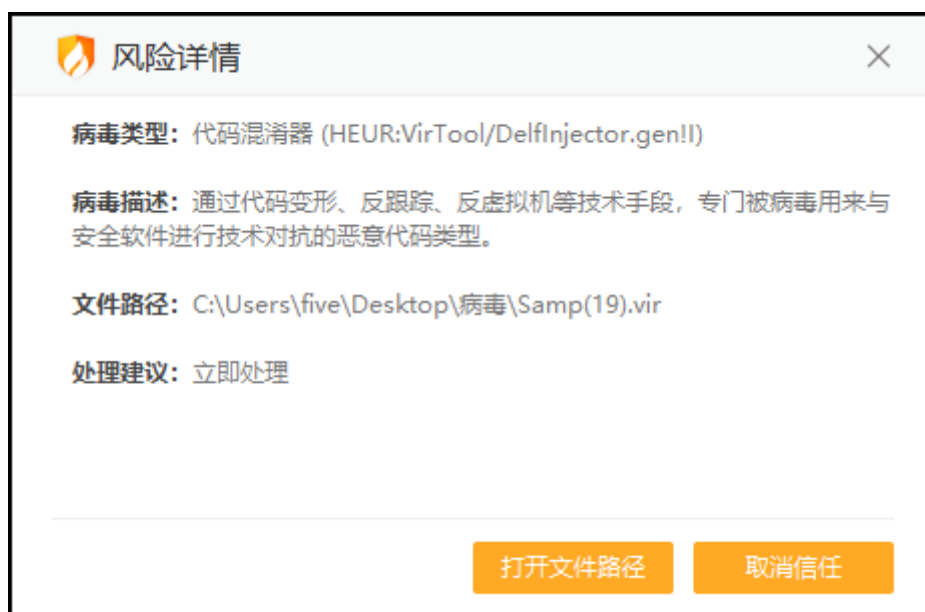 风险详情
病毒类型：代码混淆器 (HEUR:VirTool/DelfInjector.gen!I)
病毒描述：通过代码变形、反跟踪、反虚拟机等技术手段，专门被病毒用来与
安全软件进行技术对抗的恶意代码类型。
文件路径：C:\Users\five\Desktop\病毒\Samp(19).vir
处理建议：立即处理
打开文件路径
取消信任